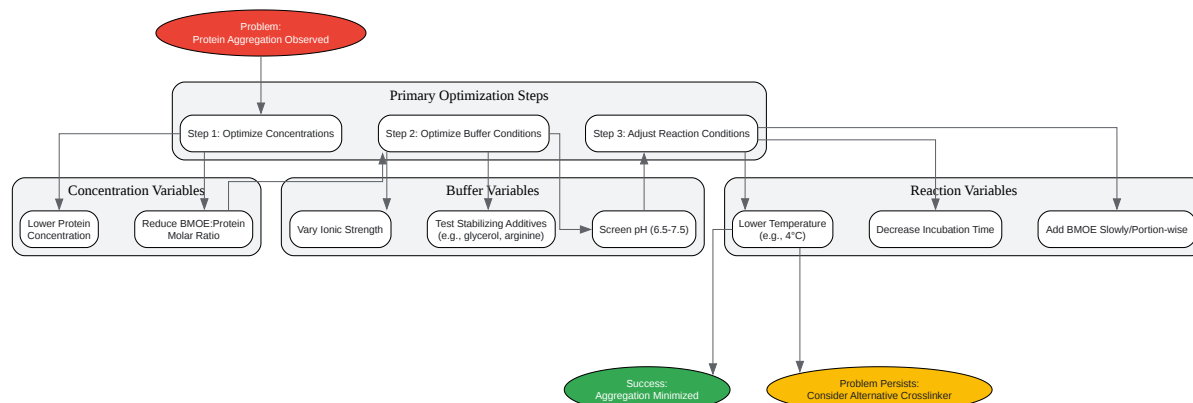 Problem:
Protein Aggregation Observed
Primary Optimization Steps
Step 1: Optimize Concentrations
Step 2: Optimize Buffer Conditions
Step 3: Adjust Reaction Conditions
Concentration Variables
Lower Protein
Concentration
Reduce BMOE:Protein
Molar Ratio
Buffer Variables
Vary Ionic Strength
Test Stabilizing Additives
(e.g., glycerol, arginine)
Screen pH (6.5-7.5)
Reaction Variables
Lower Temperature
(e.g., 4°C)
Decrease Incubation Time
Add BMOE Slowly/Portion-wise
Success:
Aggregation Minimized
Problem Persists:
Consider Alternative Crosslinker